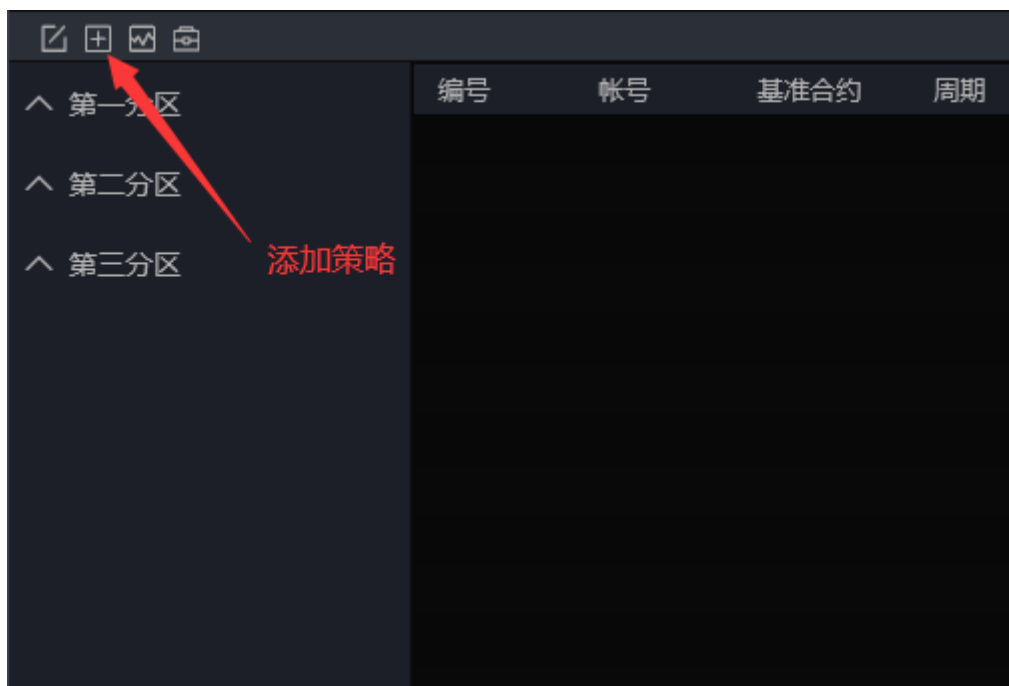 编号 帐号 基准合约 周期
第一分区
第二分区
第三分区 添加策略